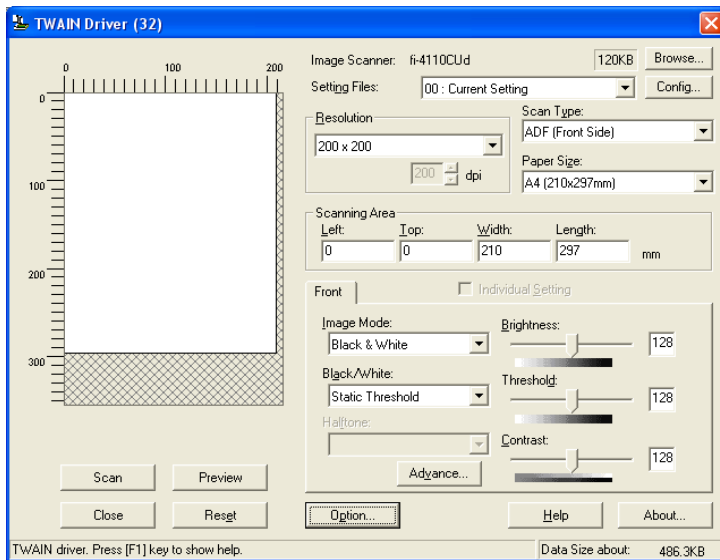 TWAIN Driver (32)
Image Scanner: fi-4110CUd 120KB Browse...
Setting Files: 00 : Current Setting Config...
0 100 200
0
100
200
300
Resolution
200 x 200
200 dpi
Scan Type:
ADF (Front Side)
Paper Size:
A4 (210x297mm)
Scanning Area
Left: Top: Width: Length:
0 0 210 297 mm
Front Individual Setting
Image Mode:
Black & White
Black/White:
Static Threshold
Halftone:
Advance...
Brightness:
128
Threshold:
128
Contrast:
128
Scan Preview
Close Reset Option... Help About...
TWAIN driver. Press [F1] key to show help. Data Size about: 486.3KB